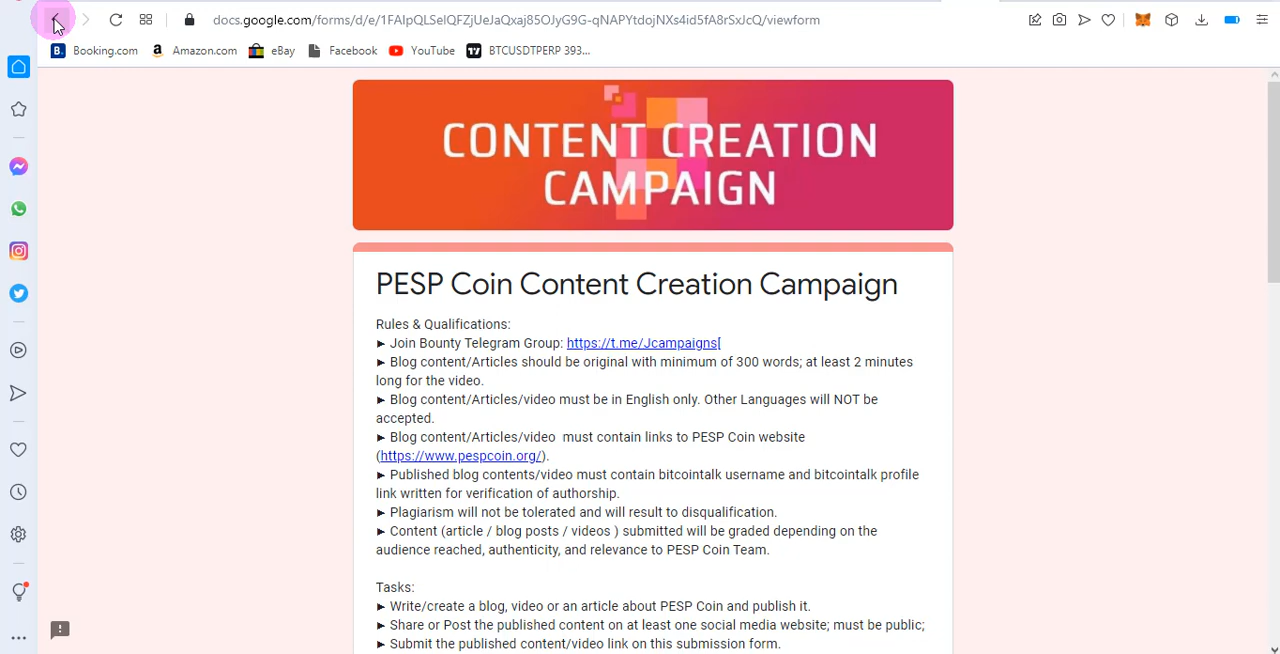 docs.google.com/forms/d/e/1FAIpQLSelQFZjUeJaQxaj85OJyG9G-qNAPYtdojNXs4id5fA8rSxJcQ/viewform
B. Booking.com a Amazon.com eBay Facebook YouTube BTCUSDTPERP 393...
CONTENT CREATION
CAMPAIGN
PESP Coin Content Creation Campaign
Rules & Qualifications:
► Join Bounty Telegram Group: https://t.me/Jcampaigns[
► Blog content/Articles should be original with minimum of 300 words; at least 2 minutes
long for the video.
► Blog content/Articles/video must be in English only. Other Languages will NOT be
accepted.
► Blog content/Articles/video  must contain links to PESP Coin website
(https://www.pespcoin.org/).
► Published blog contents/video must contain bitcointalk username and bitcointalk profile
link written for verification of authorship.
► Plagiarism will not be tolerated and will result to disqualification.
► Content (article / blog posts / videos ) submitted will be graded depending on the
audience reached, authenticity, and relevance to PESP Coin Team.
Tasks:
► Write/create a blog, video or an article about PESP Coin and publish it.
► Share or Post the published content on at least one social media website; must be public;
► Submit the published content/video link on this submission form.